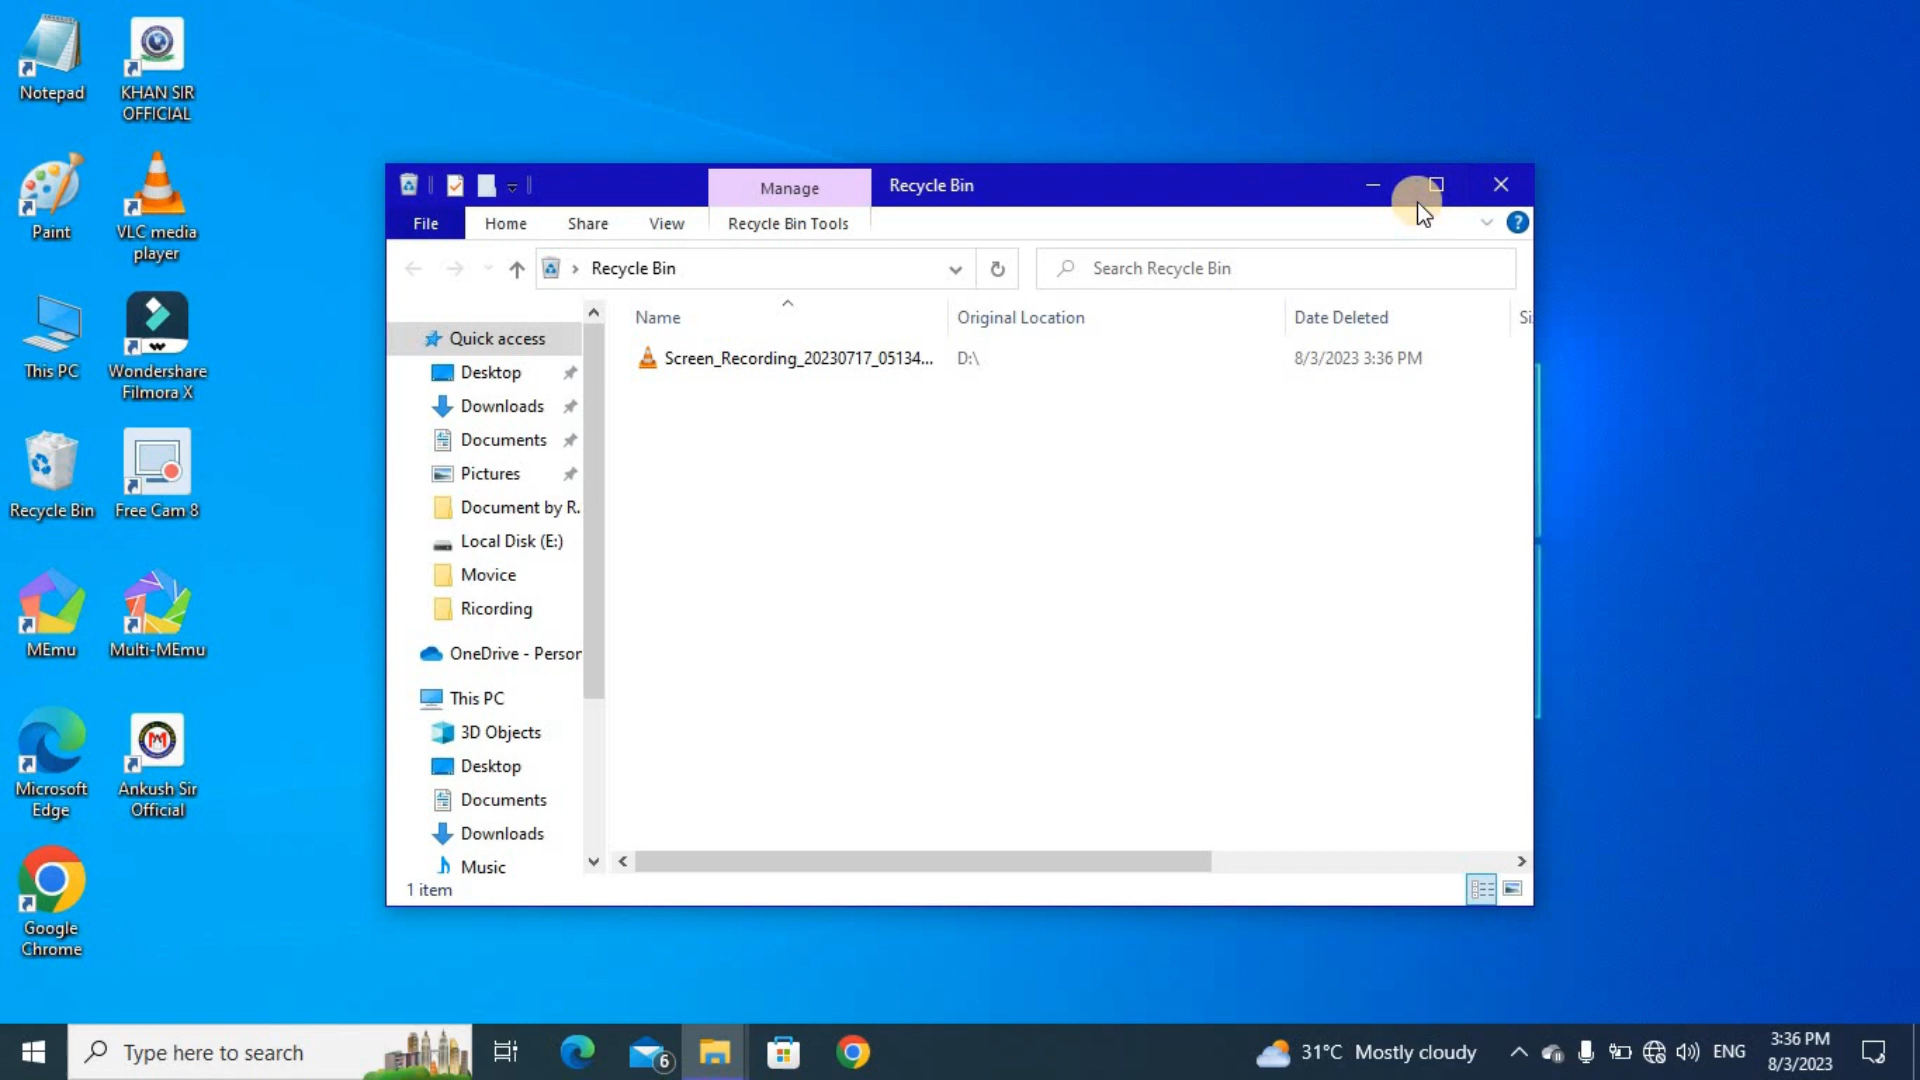 Notepad
KHAN SIR
OFFICIAL
Paint
VLC media
player
This PC
Wondershare
Filmora X
Recycle Bin
Free Cam 8
MEmu
Multi-MEmu
Microsoft
Edge
Ankush Sir
Official
Google
Chrome
Manage
Recycle Bin
File
Home
Share
View
Recycle Bin Tools
?
Recycle Bin
Search Recycle Bin
Name
Original Location
Date Deleted
Si
Screen_Recording_20230717_05134...
D:\
8/3/2023 3:36 PM
Quick access
Desktop
Downloads
Documents
Pictures
Document by R.
Local Disk (E:)
Movice
Ricording
OneDrive - Person
This PC
3D Objects
Desktop
Documents
Downloads
Music
1 item
Type here to search
6
31°C Mostly cloudy
ENG
3:36 PM
8/3/2023